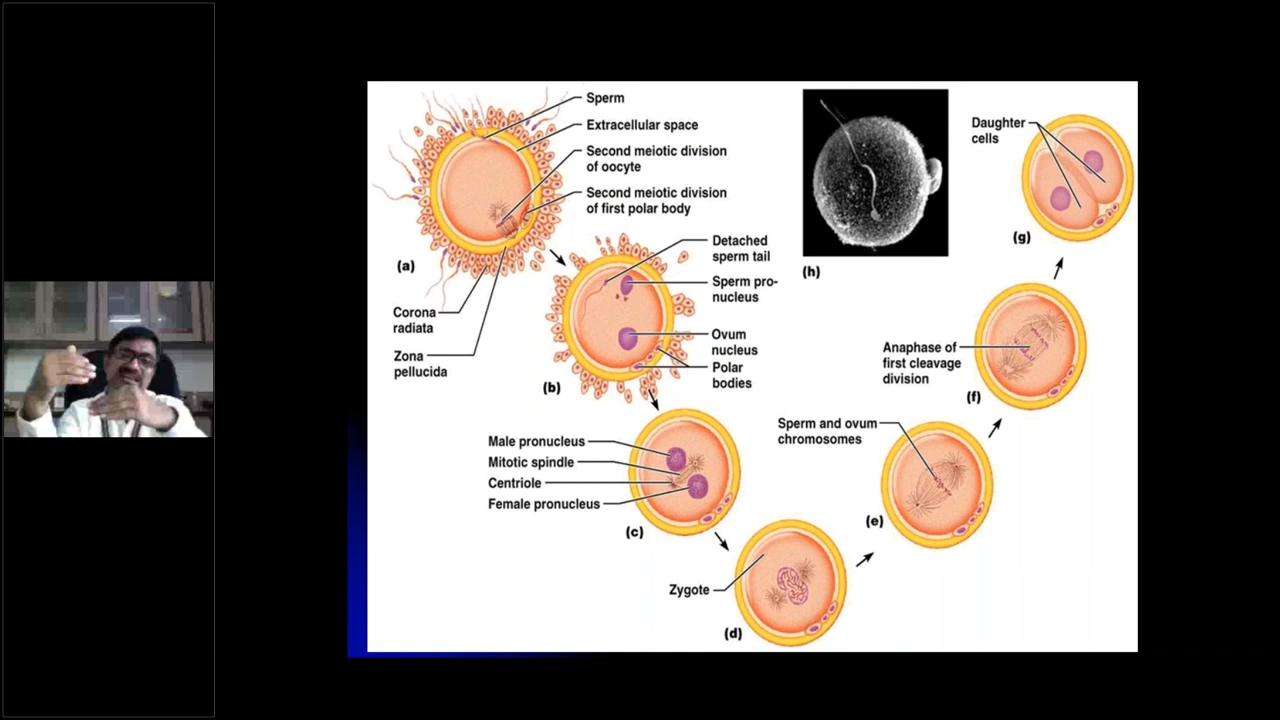 Sperm
Extracellular space
Second meiotic division
of oocyte
Second meiotic division
of first polar body
(a)
Corona
radiata
Zona
pellucida
Detached
sperm tail
Sperm pro-
nucleus
Ovum
nucleus
Polar
bodies
(b)
Male pronucleus
Mitotic spindle
Centriole
Female pronucleus
(c)
Zygote
(d)
Sperm and ovum
chromosomes
(e)
Anaphase of
first cleavage
division
(f)
Daughter
cells
(g)
(h)